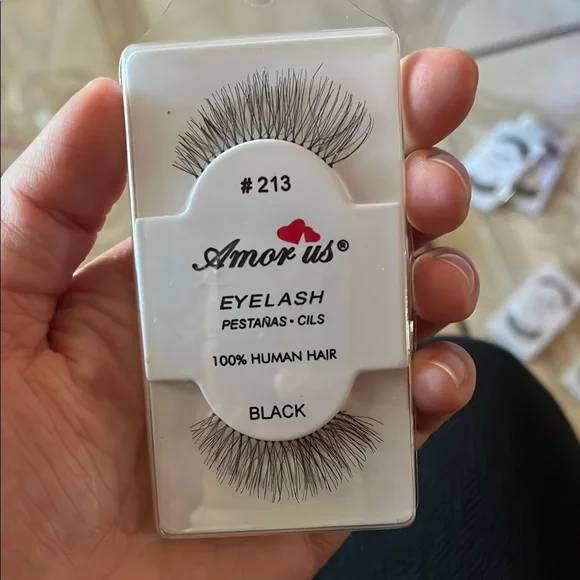 # 213
Amor us®
EYELASH
PESTAÑAS • CILS
100% HUMAN HAIR
BLACK